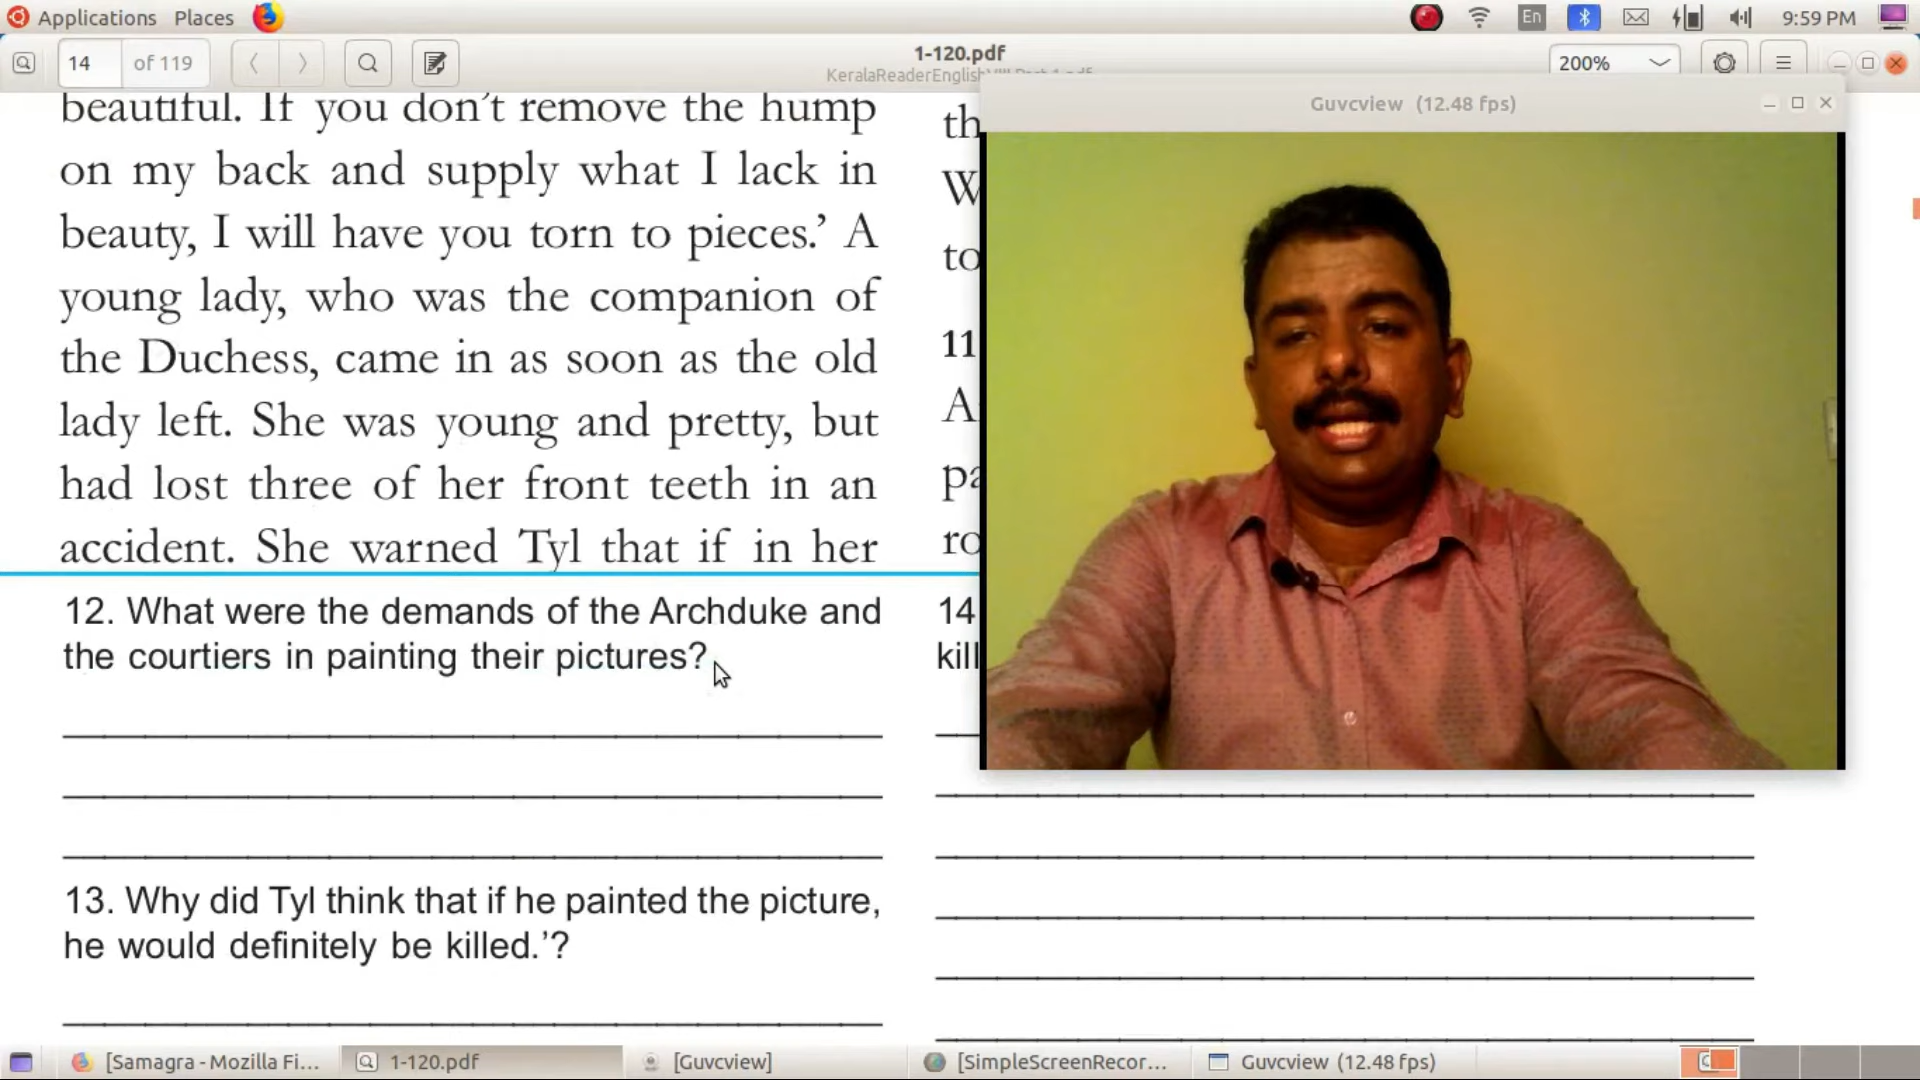 Applications Places En 9:59 PM
14 of 119 1-120.pdf 200%
Guvcview (12.48 fps)
beautiful. If you don't remove the hump
on my back and supply what I lack in
beauty, I will have you torn to pieces.' A
young lady, who was the companion of
the Duchess, came in as soon as the old
lady left. She was young and pretty, but
had lost three of her front teeth in an
accident. She warned Tyl that if in her
12. What were the demands of the Archduke and
the courtiers in painting their pictures?
13. Why did Tyl think that if he painted the picture,
he would definitely be killed.'?
th
W
to
11
A
pa
ro
14
kill
[Samagra - Mozilla Fi... 1-120.pdf [Guvcview] [SimpleScreenRecor... Guvcview (12.48 fps)